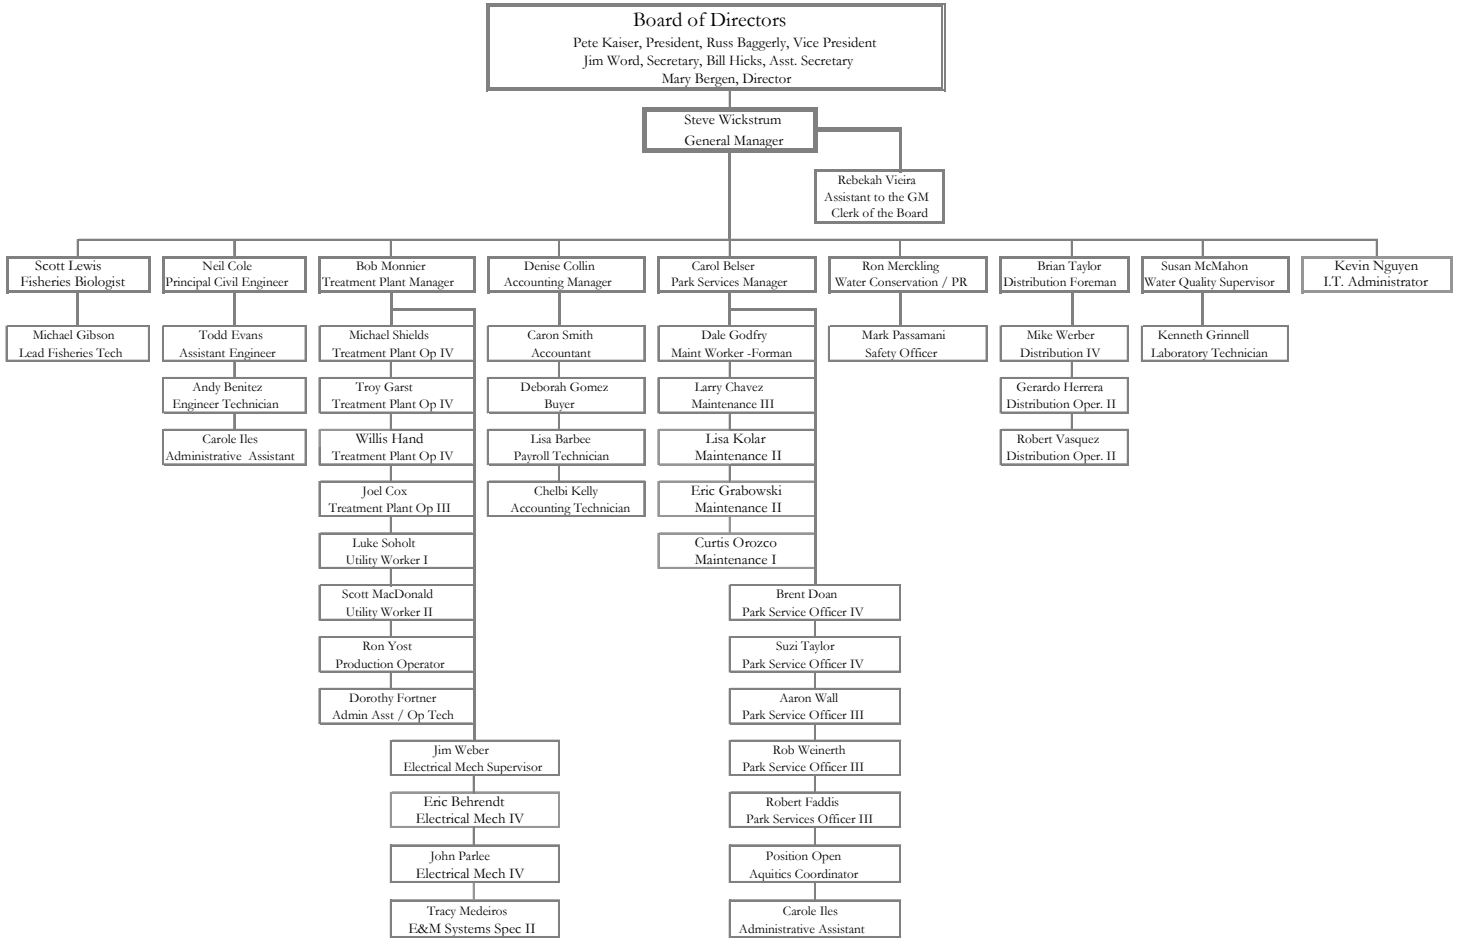 Board of Directors
Pete Kaiser, President, Russ Baggerly, Vice President
Jim Word, Secretary, Bill Hicks, Asst. Secretary
Mary Bergen, Director
Steve Wickstrum
General Manager
Rebekah Vieira
Assistant to the GM
Clerk of the Board
Scott Lewis
Fisheries Biologist
Michael Gibson
Lead Fisheries Tech
Neil Cole
Principal Civil Engineer
Todd Evans
Assistant Engineer
Andy Benitez
Engineer Technician
Carole Iles
Administrative Assistant
Bob Monnier
Treatment Plant Manager
Michael Shields
Treatment Plant Op IV
Troy Garst
Treatment Plant Op IV
Willis Hand
Treatment Plant Op IV
Joel Cox
Treatment Plant Op III
Luke Soholt
Utility Worker I
Scott MacDonald
Utility Worker II
Ron Yost
Production Operator
Dorothy Fortner
Admin Asst / Op Tech
Jim Weber
Electrical Mech Supervisor
Eric Behrendt
Electrical Mech IV
John Parlee
Electrical Mech IV
Tracy Medeiros
E&M Systems Spec II
Denise Collin
Accounting Manager
Caron Smith
Accountant
Deborah Gomez
Buyer
Lisa Barbee
Payroll Technician
Chelbi Kelly
Accounting Technician
Carol Belser
Park Services Manager
Dale Godfry
Maint Worker -Forman
Larry Chavez
Maintenance III
Lisa Kolar
Maintenance II
Eric Grabowski
Maintenance II
Curtis Orozco
Maintenance I
Brent Doan
Park Service Officer IV
Suzi Taylor
Park Service Officer IV
Aaron Wall
Park Service Officer III
Rob Weinerth
Park Service Officer III
Robert Faddis
Park Services Officer III
Position Open
Aquitics Coordinator
Carole Iles
Administrative Assistant
Ron Merckling
Water Conservation / PR
Mark Passamani
Safety Officer
Brian Taylor
Distribution Foreman
Mike Werber
Distribution IV
Gerardo Herrera
Distribution Oper. II
Robert Vasquez
Distribution Oper. II
Susan McMahon
Water Quality Supervisor
Kenneth Grinnell
Laboratory Technician
Kevin Nguyen
I.T. Administrator